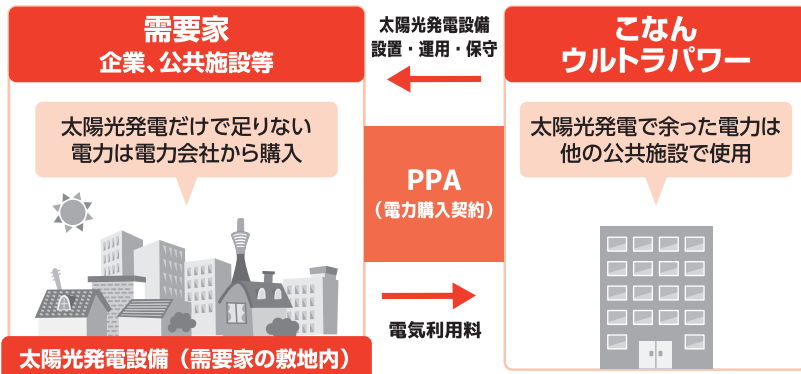 需要家
企業、公共施設等
太陽光発電だけで足りない
電力は電力会社から購入
太陽光発電設備（需要家の敷地内）
太陽光発電設備
設置・運用・保守
PPA
（電力購入契約）
電気利用料
こなん
ウルトラパワー
太陽光発電で余った電力は
他の公共施設で使用